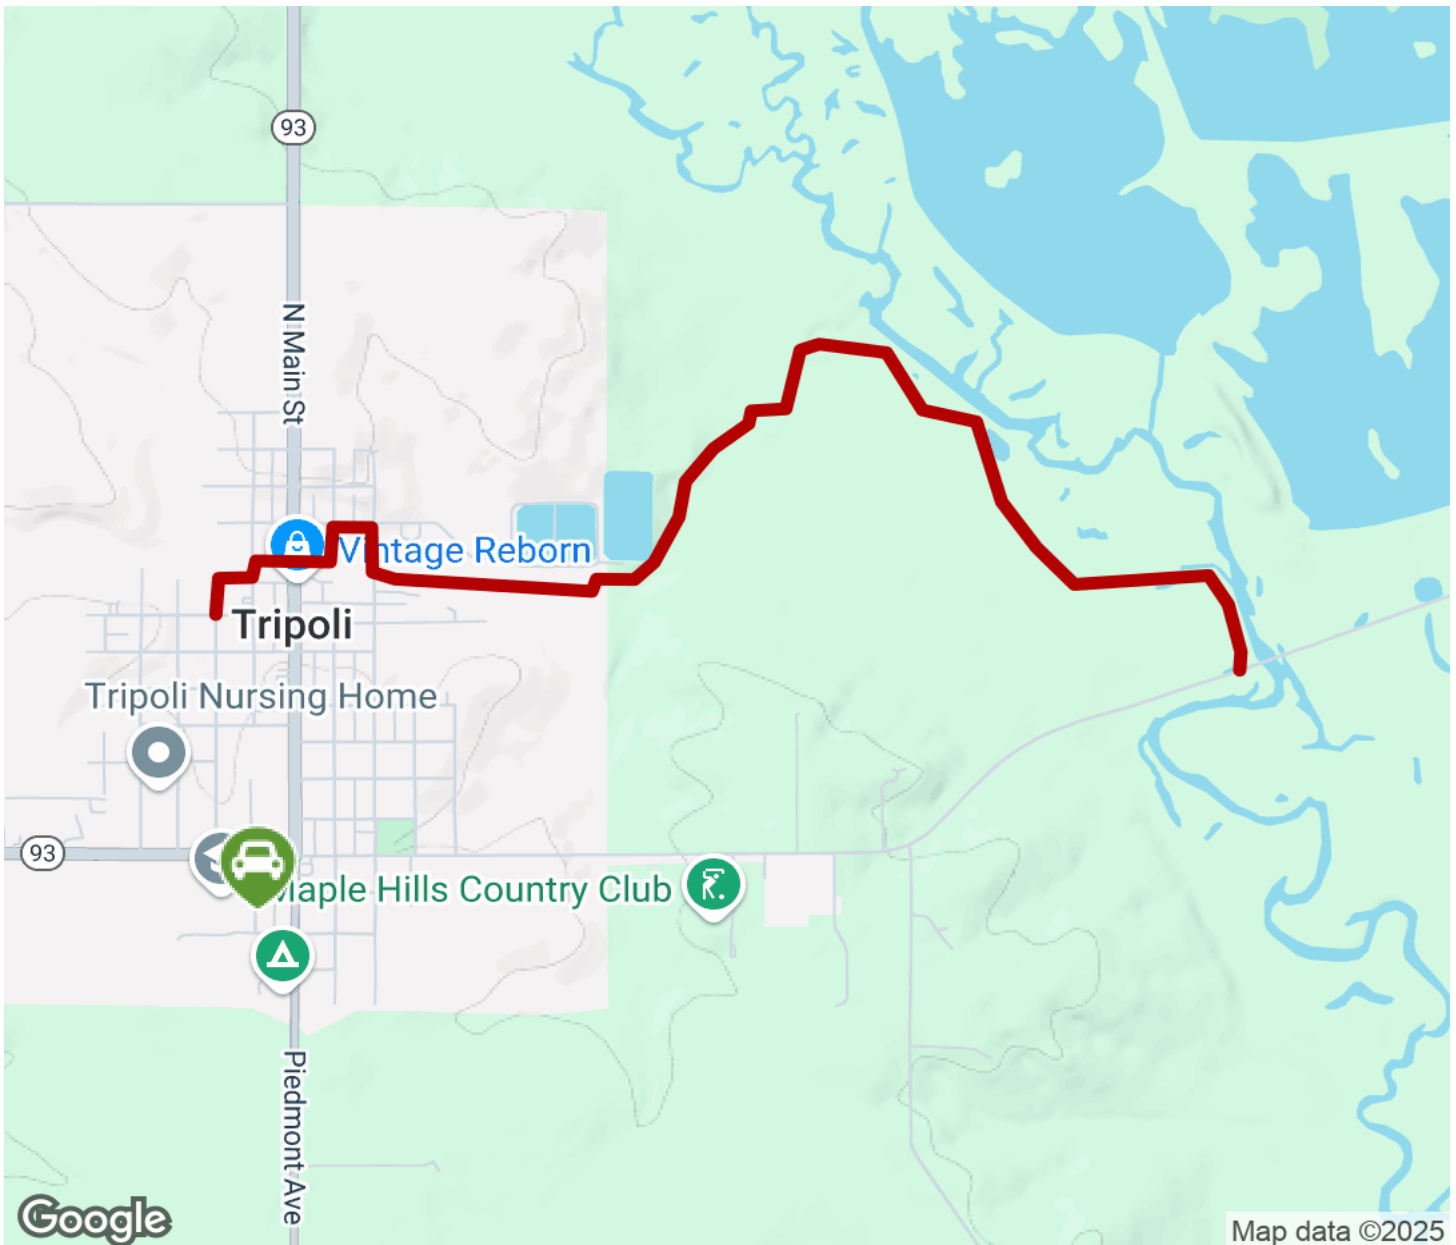 93
N Main St
Vintage Reborn
Tripoli
Tripoli Nursing Home
93
Maple Hills Country Club
Piedmont Ave
Google
Map data ©2025